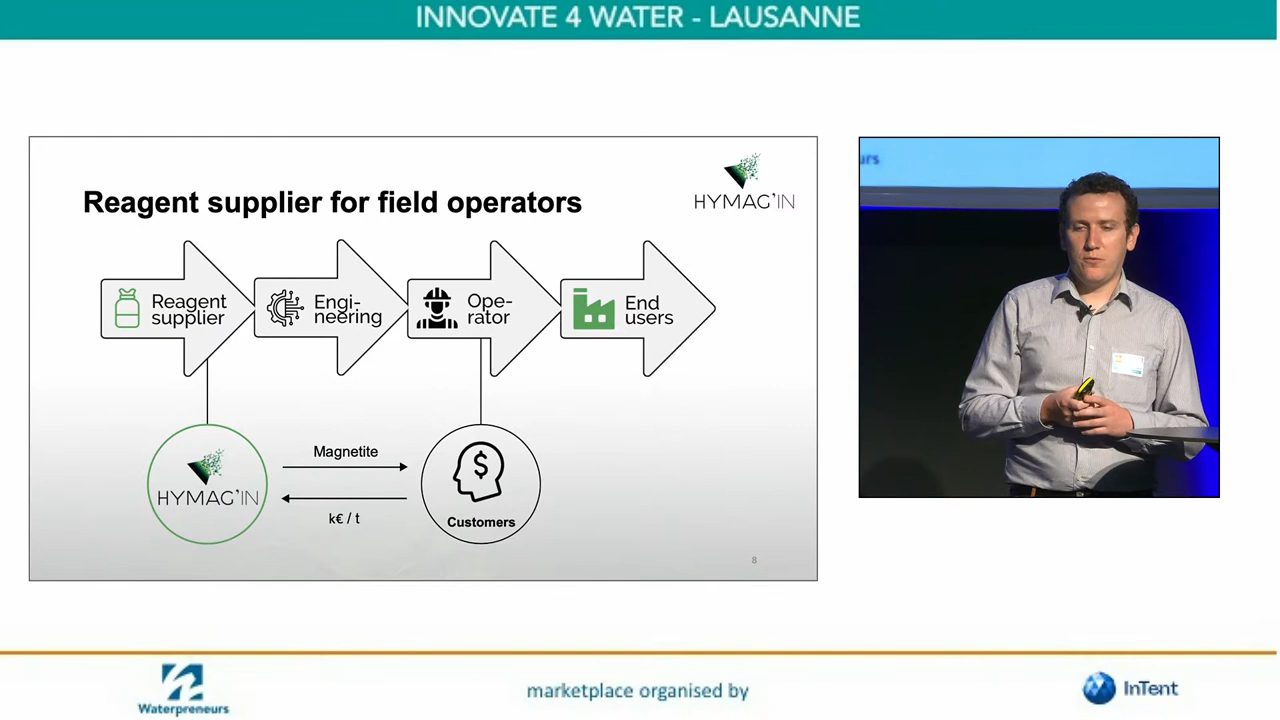 INNOVATE 4 WATER - LAUSANNE
urs
Reagent supplier for field operators
HYMAG'IN
Reagent
supplier
Engi-
neering
Ope-
rator
End
users
HYMAG'IN
Magnetite
k€ / t
$
Customers
8
Waterpreneurs
marketplace organised by
InTent